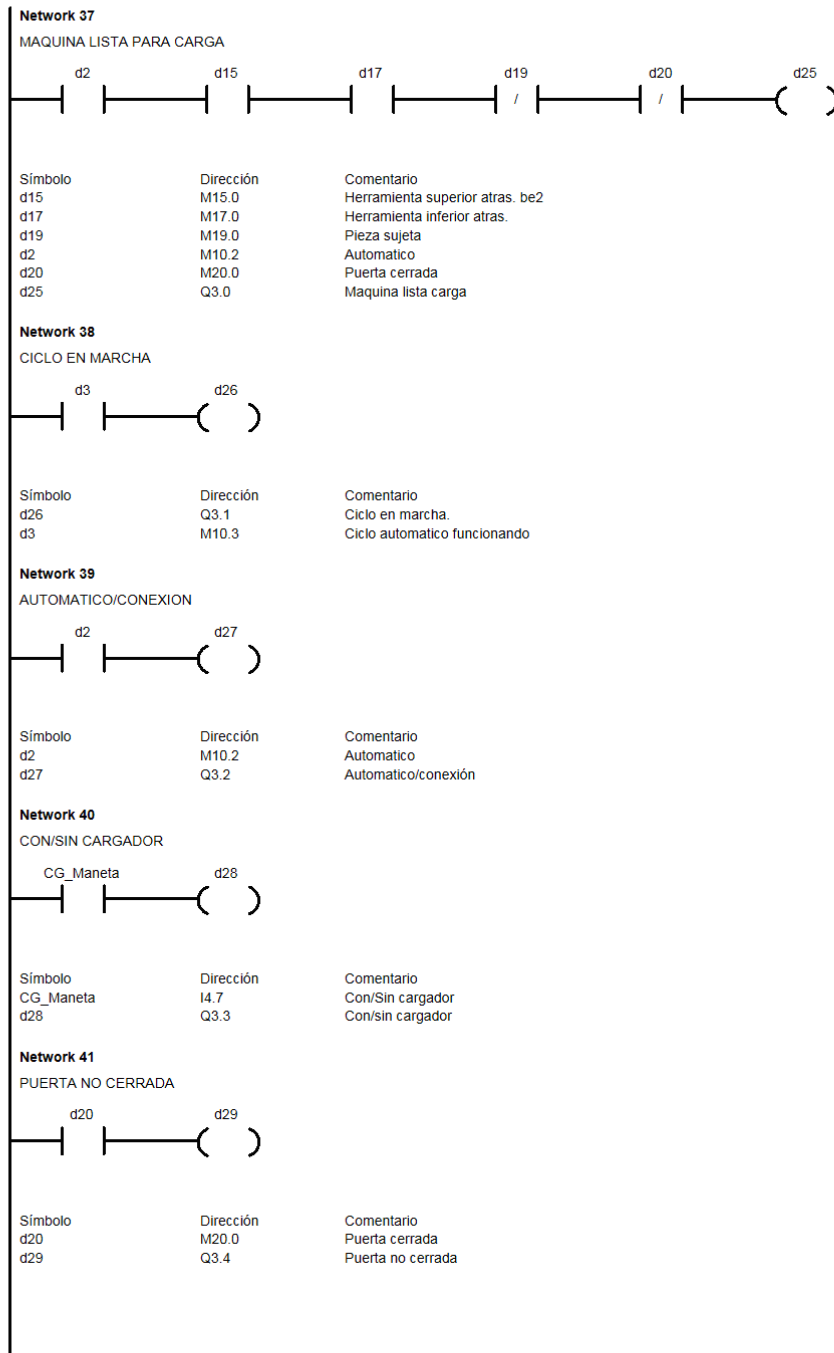 Network 37
MAQUINA LISTA PARA CARGA
d2 d15 d17 d19 d20 d25
/ /
Símbolo Dirección Comentario
d15 M15.0 Herramienta superior atras. be2
d17 M17.0 Herramienta inferior atras.
d19 M19.0 Pieza sujeta
d2 M10.2 Automatico
d20 M20.0 Puerta cerrada
d25 Q3.0 Maquina lista carga
Network 38
CICLO EN MARCHA
d3 d26
Símbolo Dirección Comentario
d26 Q3.1 Ciclo en marcha.
d3 M10.3 Ciclo automatico funcionando
Network 39
AUTOMATICO/CONEXION
d2 d27
Símbolo Dirección Comentario
d2 M10.2 Automatico
d27 Q3.2 Automatico/conexión
Network 40
CON/SIN CARGADOR
CG_Maneta d28
Símbolo Dirección Comentario
CG_Maneta I4.7 Con/Sin cargador
d28 Q3.3 Con/sin cargador
Network 41
PUERTA NO CERRADA
d20 d29
Símbolo Dirección Comentario
d20 M20.0 Puerta cerrada
d29 Q3.4 Puerta no cerrada